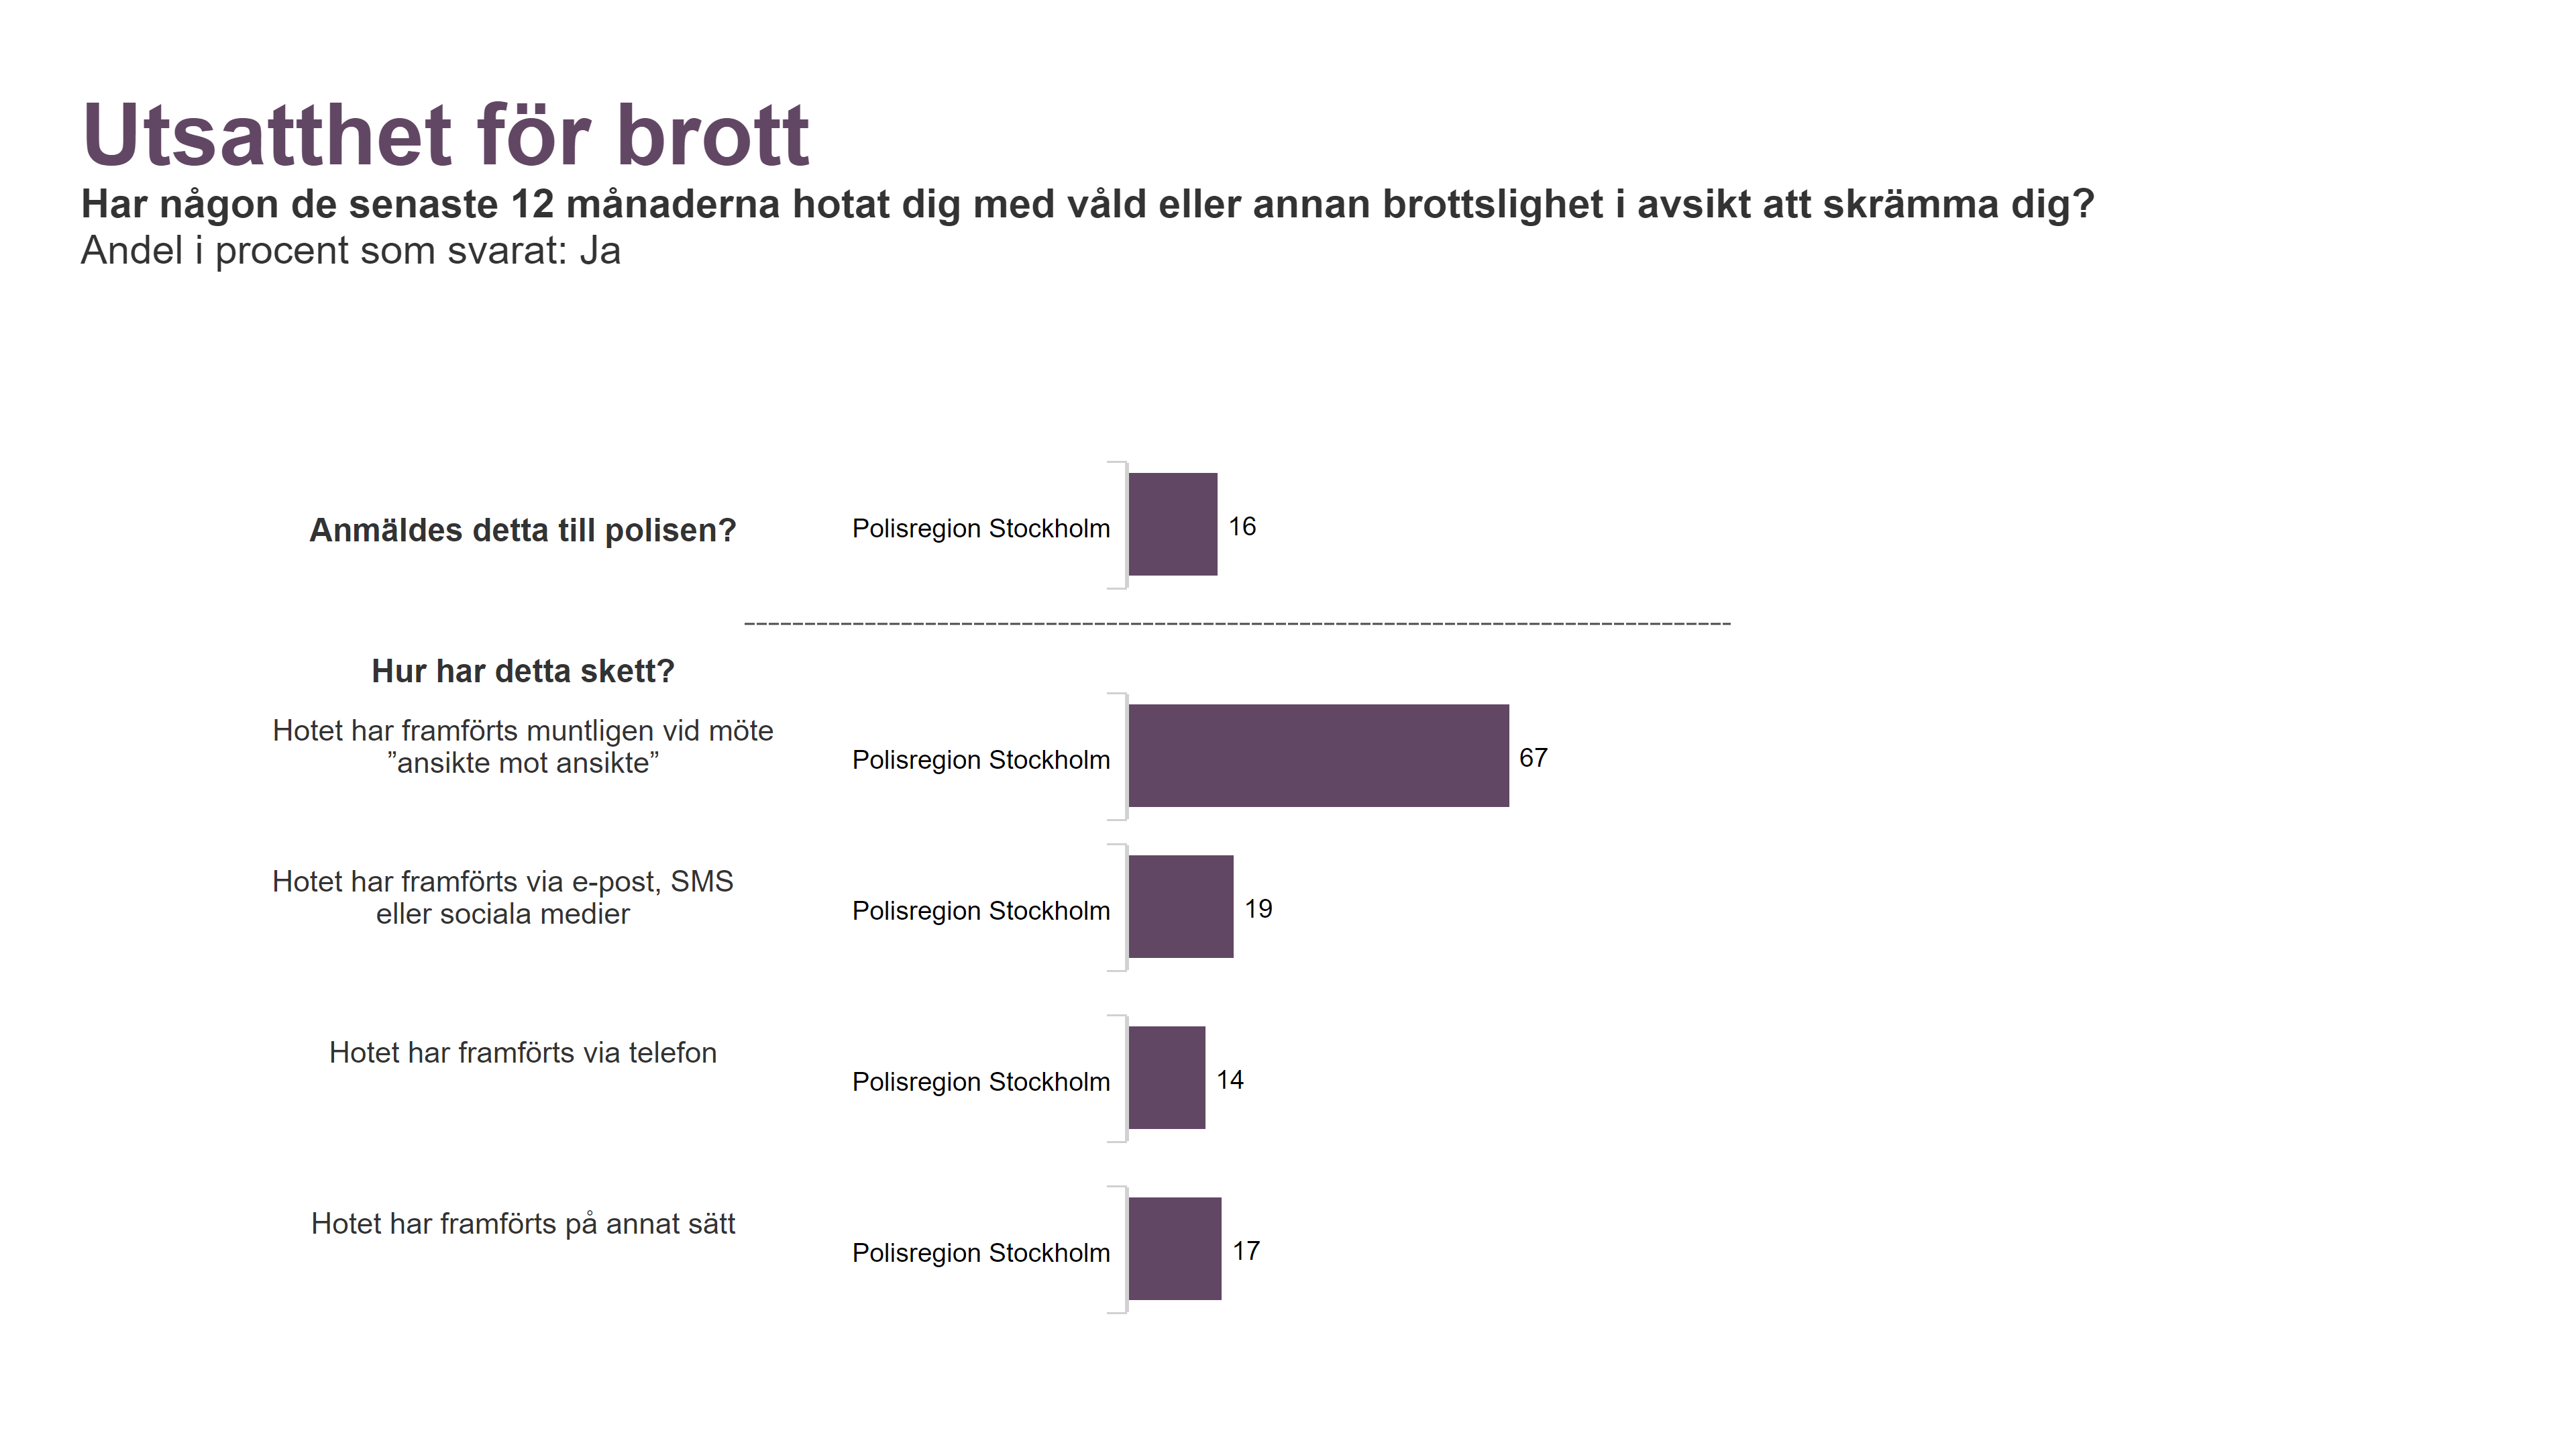 Utsatthet för brott
Har någon de senaste 12 månaderna hotat dig med våld eller annan brottslighet i avsikt att skrämma dig?
Andel i procent som svarat: Ja
Anmäldes detta till polisen?
Polisregion Stockholm
16
Hur har detta skett?
Hotet har framförts muntligen vid möte
”ansikte mot ansikte”
Polisregion Stockholm
67
Hotet har framförts via e-post, SMS
eller sociala medier
Polisregion Stockholm
19
Hotet har framförts via telefon
Polisregion Stockholm
14
Hotet har framförts på annat sätt
Polisregion Stockholm
17